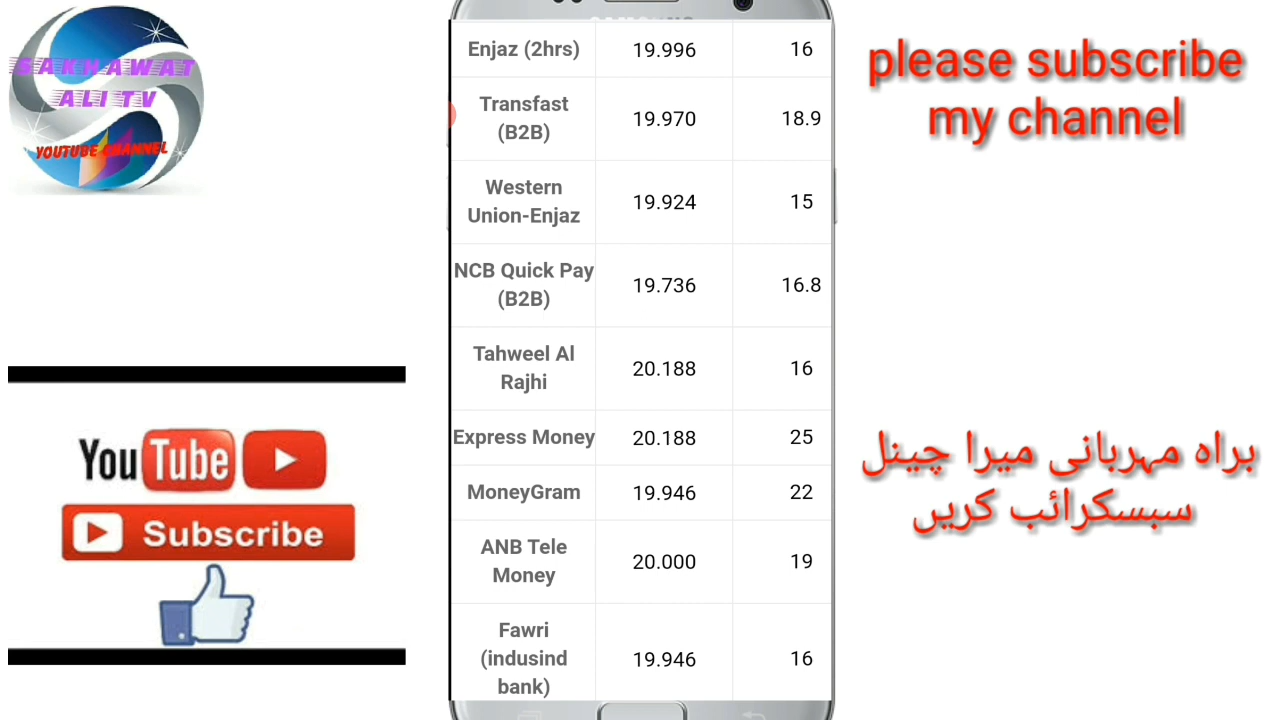 SAKHAWAT
ALI TV
YOUTUBE CHANNEL
YouTube
Subscribe
Enjaz (2hrs) 19.996 16
Transfast
(B2B) 19.970 18.9
Western
Union-Enjaz 19.924 15
NCB Quick Pay
(B2B) 19.736 16.8
Tahweel Al
Rajhi 20.188 16
Express Money 20.188 25
MoneyGram 19.946 22
ANB Tele
Money 20.000 19
Fawri
(indusind
bank) 19.946 16
please subscribe
my channel
براہ مہربانی میرا چینل
سبسکرائب کریں